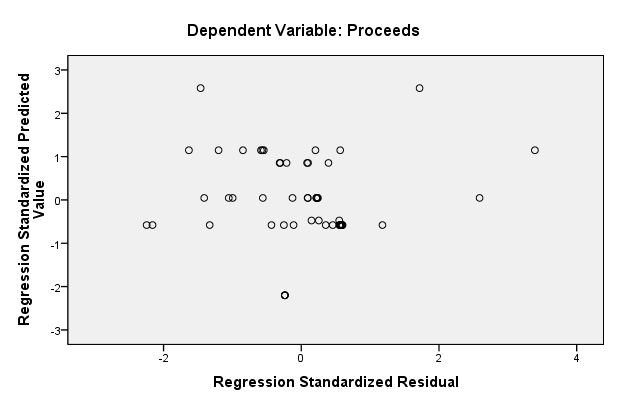 Dependent Variable: Proceeds
Regression Standardized Predicted
Value
3
2
1
0
-1
-2
-3
-2
0
2
4
Regression Standardized Residual